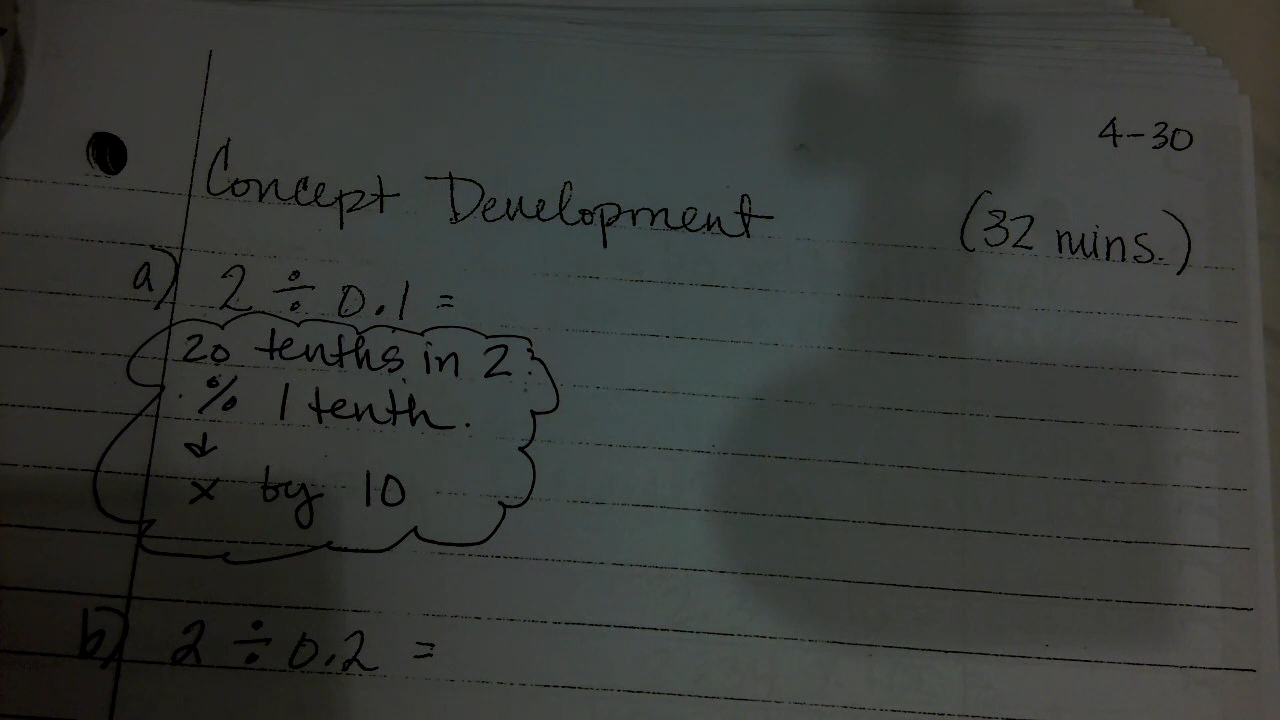 4-30
Concept Development (32 mins.)
a) 2 ÷ 0.1 =
20 tenths in 2.
% 1 tenth.
↓
x by 10
b) 2 ÷ 0.2 =